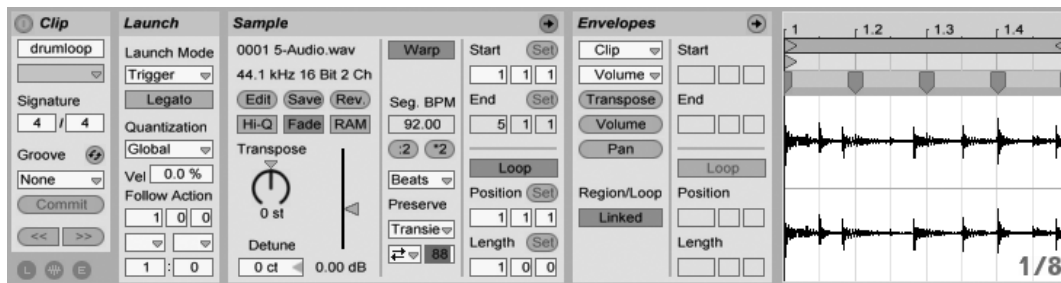 Clip
drumloop
Signature
4 / 4
Groove
None
Commit
<< >>
L E
Launch
Launch Mode
Trigger
Legato
Quantization
Global
Vel 0.0 %
Follow Action
1 0 0
1 : 0
Sample
0001 5-Audio.wav
44.1 kHz 16 Bit 2 Ch
Edit Save Rev.
Hi-Q Fade RAM
Transpose
0 st
Detune
0 ct 0.00 dB
Warp
Seg. BPM
92.00
:2 *2
Beats
Preserve
Transie
88
Start Set
1 1 1
End Set
5 1 1
Loop
Position Set
1 1 1
Length Set
1 0 0
Envelopes
Clip
Volume
Transpose
Volume
Pan
Region/Loop
Linked
Start
End
Loop
Position
Length
1 1.2 1.3 1.4
1/8